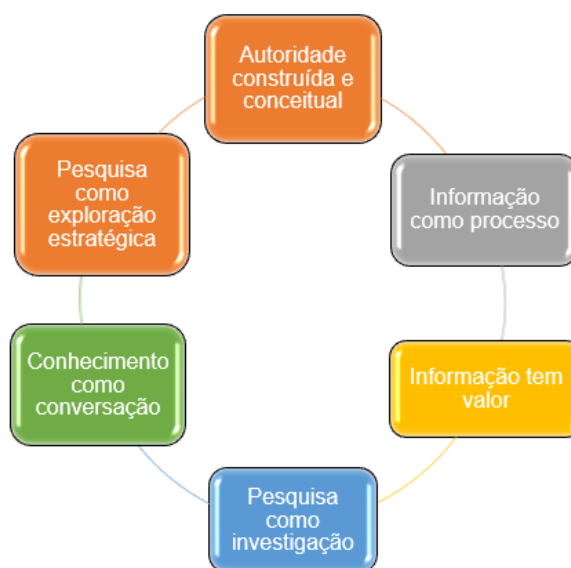 Autoridade
construída e
conceitual
Informação
como processo
Informação tem
valor
Pesquisa
como
investigação
Conhecimento
como
conversação
Pesquisa
como
exploração
estratégica